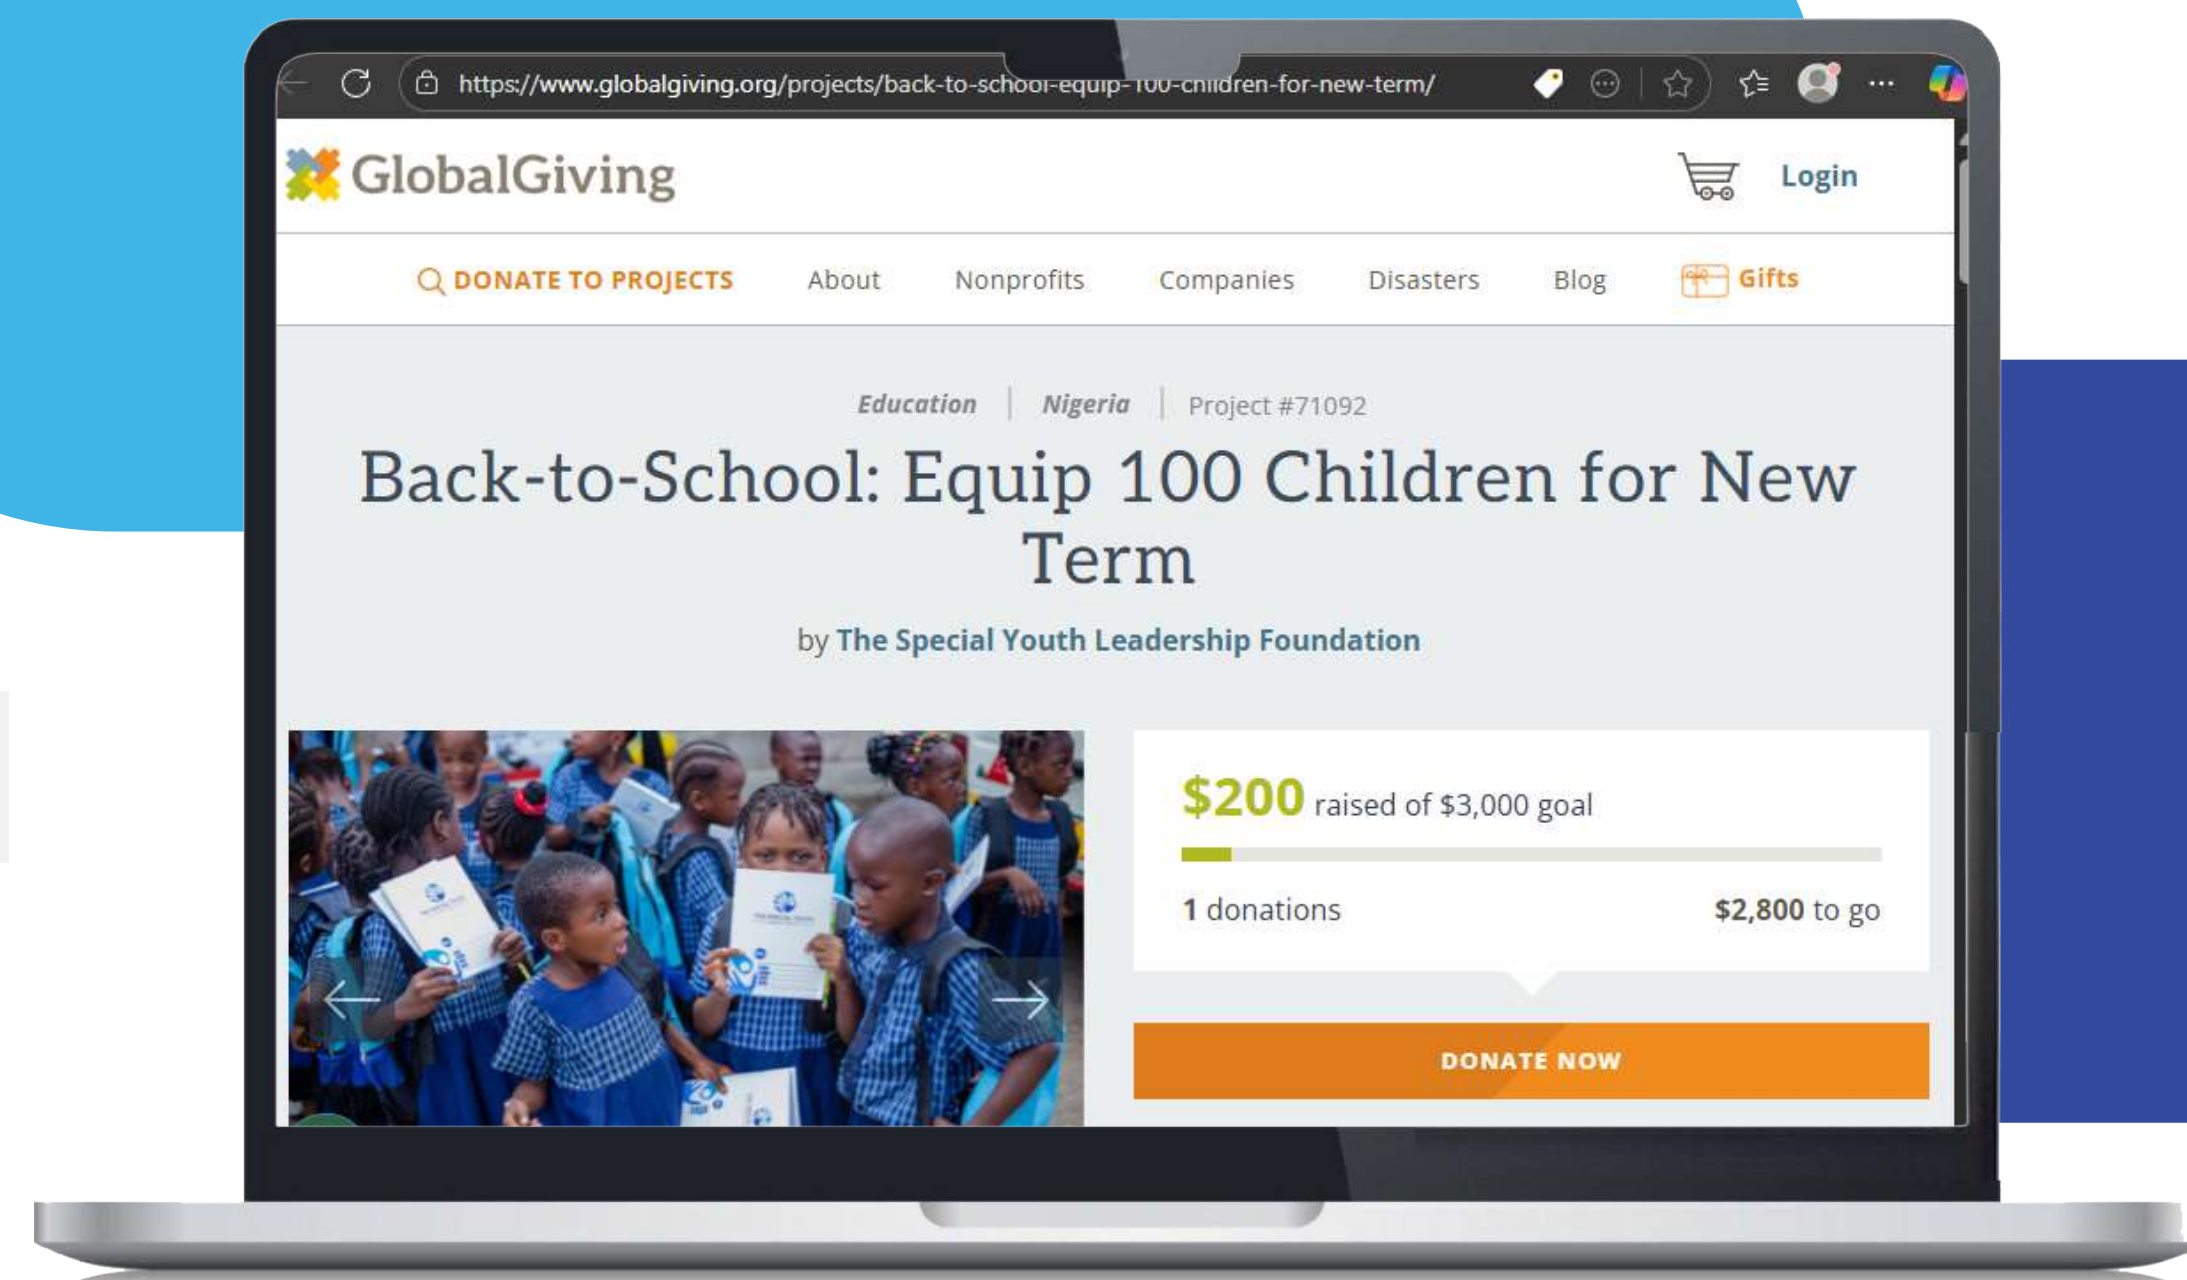 https://www.globalgiving.org/projects/back-to-school-equip-100-children-for-new-term/
GlobalGiving
Login
DONATE TO PROJECTS About Nonprofits Companies Disasters Blog Gifts
Education | Nigeria | Project #71092
Back-to-School: Equip 100 Children for New
Term
by The Special Youth Leadership Foundation
$200 raised of $3,000 goal
1 donations $2,800 to go
DONATE NOW